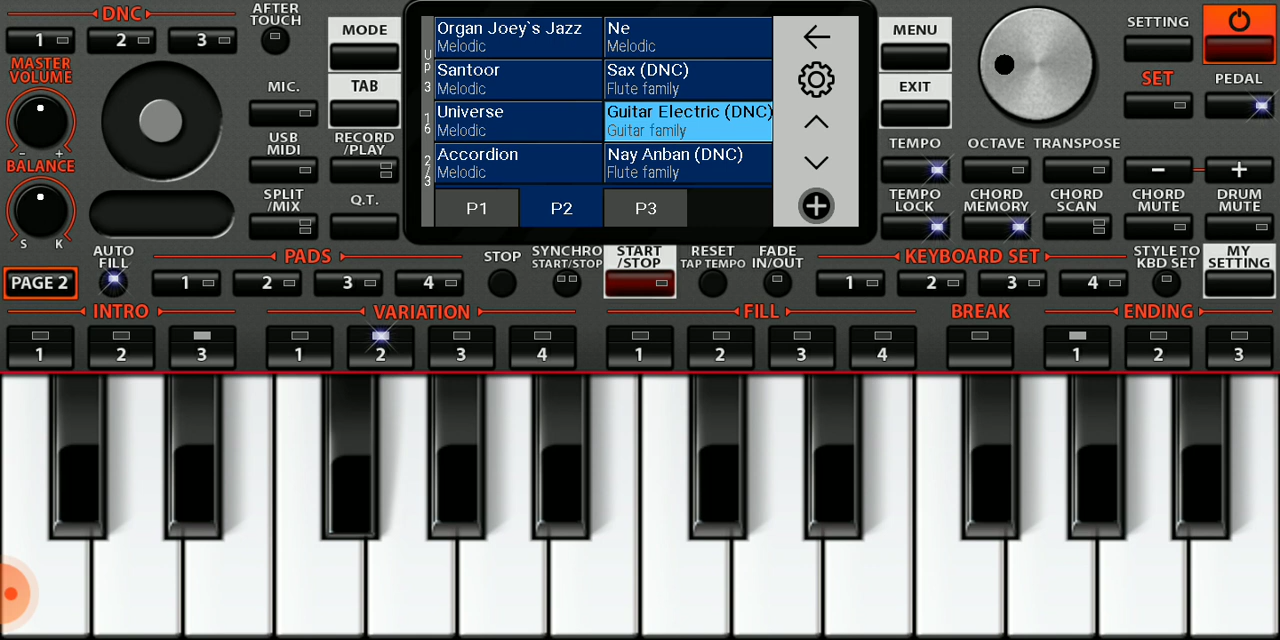 DNC
1 2 3
AFTER
TOUCH
MASTER
VOLUME
- +
BALANCE
S K
MIC.
USB
MIDI
SPLIT
/MIX
MODE
TAB
RECORD
/PLAY
Q.T.
UP3
16
2/3
Organ Joey`s Jazz
Melodic
Ne
Melodic
Santoor
Melodic
Sax (DNC)
Flute family
Universe
Melodic
Guitar Electric (DNC)
Guitar family
Accordion
Melodic
Nay Anban (DNC)
Flute family
P1 P2 P3
MENU
EXIT
SETTING
SET
PEDAL
TEMPO
OCTAVE
TRANSPOSE
- +
TEMPO
LOCK
CHORD
MEMORY
CHORD
SCAN
CHORD
MUTE
DRUM
MUTE
PAGE 2
AUTO
FILL
PADS
1 2 3 4
STOP
SYNCHRO
START/STOP
START
/STOP
RESET
TAP TEMPO
FADE
IN/OUT
KEYBOARD SET
1 2 3 4
STYLE TO
KBD SET
MY
SETTING
INTRO
1 2 3
VARIATION
1 2 3 4
FILL
1 2 3 4
BREAK
ENDING
1 2 3